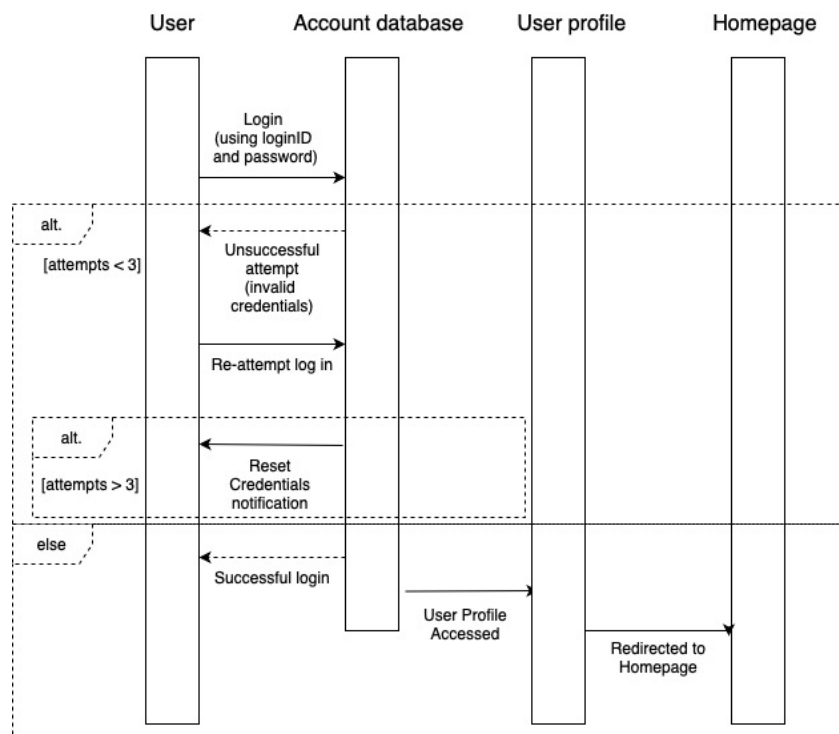 User
Account database
User profile
Homepage
Login
(using loginID
and password)
alt.
[attempts < 3]
Unsuccessful
attempt
(invalid
credentials)
Re-attempt log in
alt.
[attempts > 3]
Reset
Credentials
notification
else
Successful login
User Profile
Accessed
Redirected to
Homepage